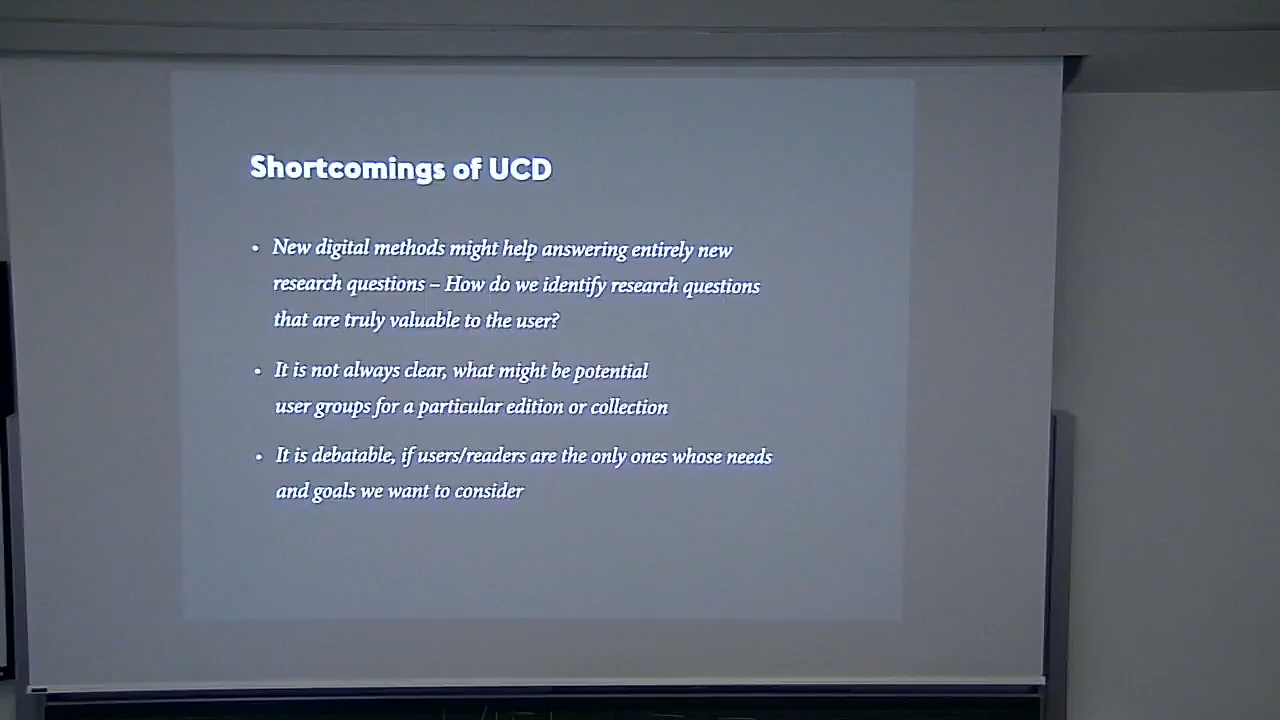 Shortcomings of UCD
• New digital methods might help answering entirely new
research questions – How do we identify research questions
that are truly valuable to the user?
• It is not always clear, what might be potential
user groups for a particular edition or collection
• It is debatable, if users/readers are the only ones whose needs
and goals we want to consider